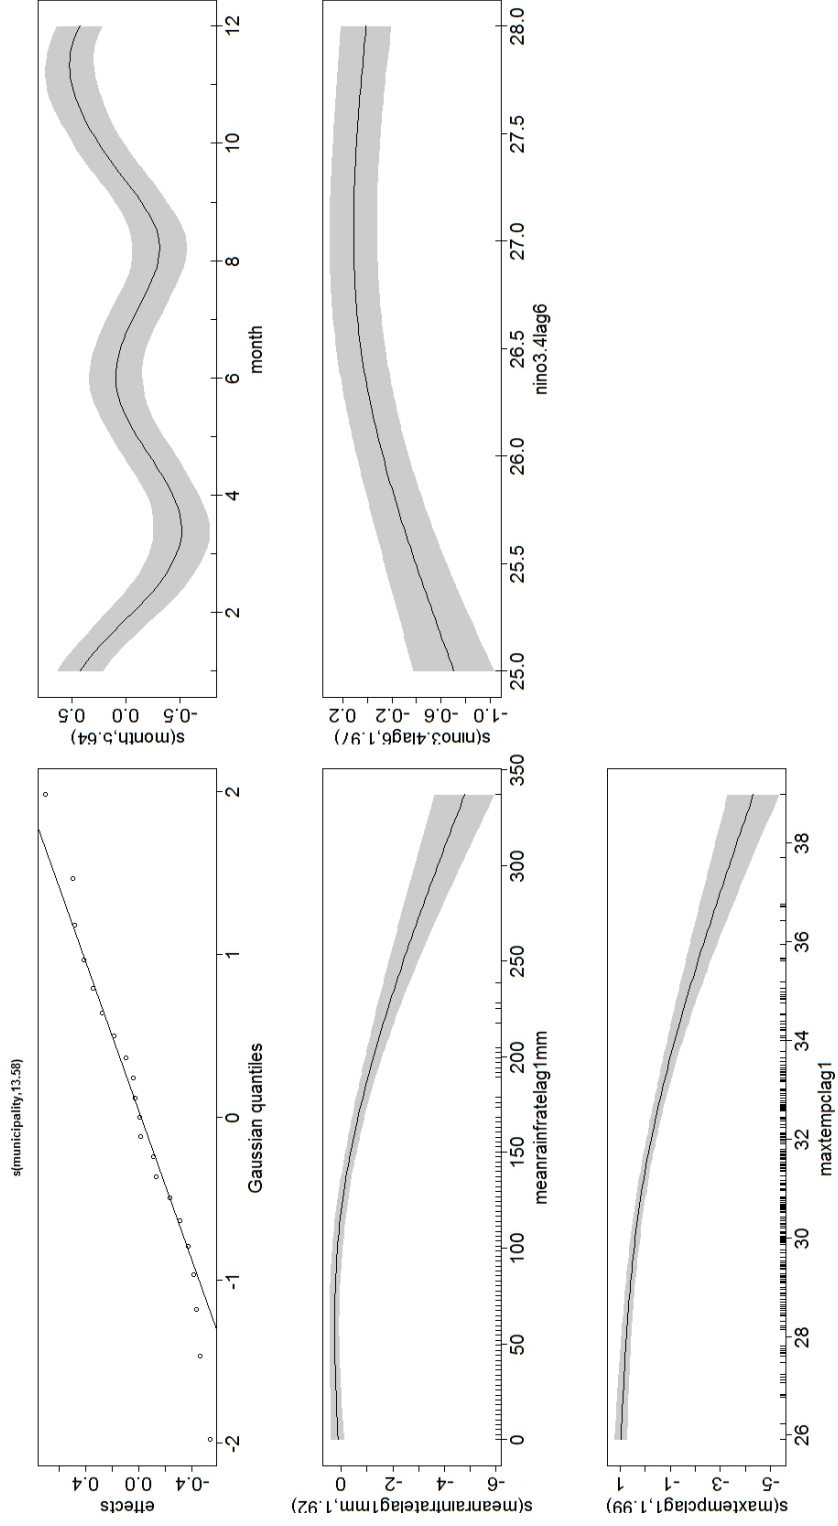 s(municipality,13.58)
effects
-0.4 0.0 0.4
-2 -1 0 1 2
Gaussian quantiles
s(month,5.64)
-0.5 0.0 0.5
2 4 6 8 10 12
month
s(meanrainfratelag1mm,1.92)
-6 -4 -2 0
0 50 100 150 200 250 300 350
meanrainfratelag1mm
s(nino3.4lag6,1.97)
-1.0 -0.6 -0.2 0.2
25.0 25.5 26.0 26.5 27.0 27.5 28.0
nino3.4lag6
s(maxtempclag1,1.99)
-5 -3 -1 1
26 28 30 32 34 36 38
maxtempclag1